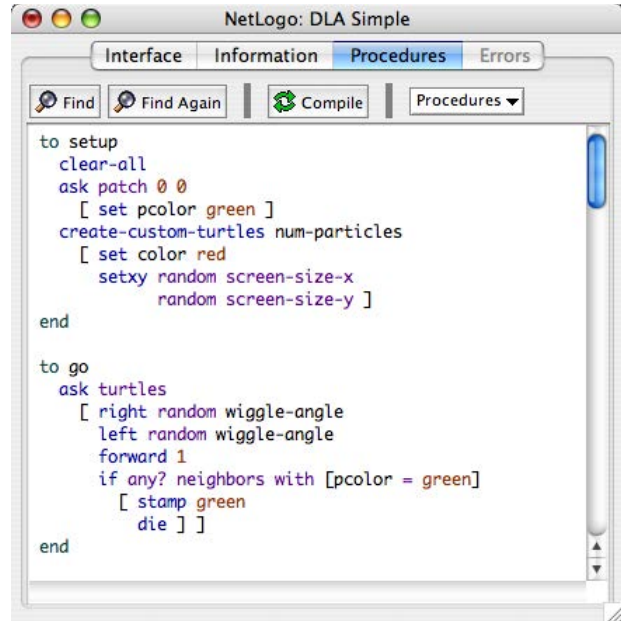 NetLogo: DLA Simple
Interface Information Procedures Errors
Find Find Again Compile Procedures
to setup
  clear-all
  ask patch 0 0
    [ set pcolor green ]
  create-custom-turtles num-particles
    [ set color red
      setxy random screen-size-x
            random screen-size-y ]
end

to go
  ask turtles
    [ right random wiggle-angle
      left random wiggle-angle
      forward 1
      if any? neighbors with [pcolor = green]
        [ stamp green
          die ] ]
end